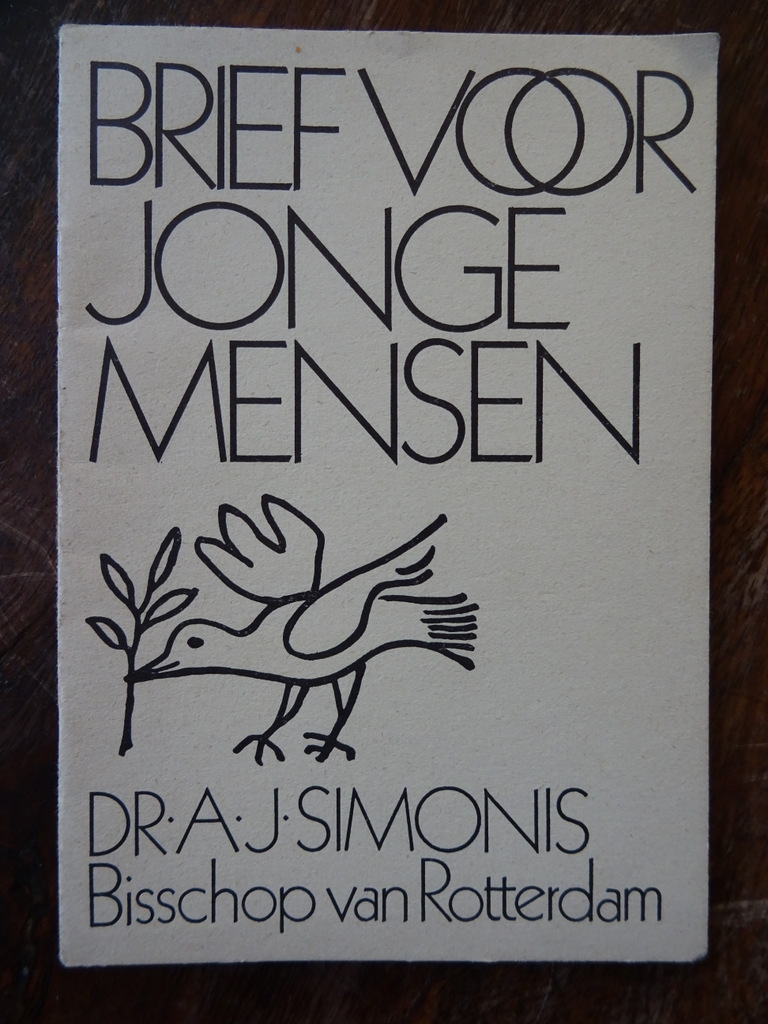 BRIEF VOOR
JONGE
MENSEN
DR·A·J·SIMONIS
Bisschop van Rotterdam